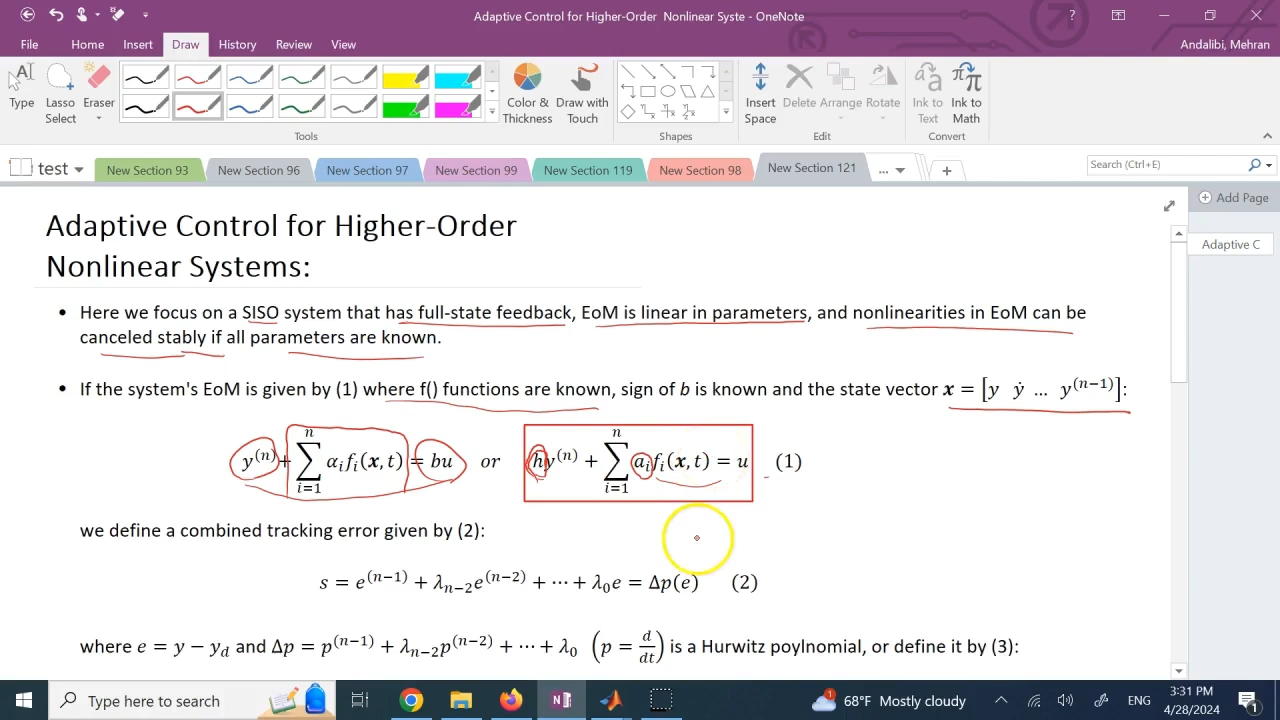 Adaptive Control for Higher-Order Nonlinear Syste - OneNote
?
File Home Insert Draw History Review View
Andalibi, Mehran
Type
Lasso Select
Eraser
Color & Thickness
Draw with Touch
Insert Space
Delete
Arrange
Rotate
Ink to Text
Ink to Math
Tools
Shapes
Edit
Convert
test
New Section 93
New Section 96
New Section 97
New Section 99
New Section 119
New Section 98
New Section 121
...
+
Search (Ctrl+E)
Add Page
Adaptive C
Adaptive Control for Higher-Order
Nonlinear Systems:
• Here we focus on a SISO system that has full-state feedback, EoM is linear in parameters, and nonlinearities in EoM can be
canceled stably if all parameters are known.
• If the system's EoM is given by (1) where f() functions are known, sign of b is known and the state vector x = [y ẏ … y^(n−1)]:
y^(n) + ∑_{i=1}^{n} α_i f_i(x, t) = bu or hy^(n) + ∑_{i=1}^{n} a_i f_i(x, t) = u (1)
we define a combined tracking error given by (2):
s = e^(n−1) + λ_{n−2}e^(n−2) + ⋯ + λ_0 e = Δp(e) (2)
where e = y − y_d and Δp = p^(n−1) + λ_{n−2}p^(n−2) + ⋯ + λ_0 (p = d/dt) is a Hurwitz poylnomial, or define it by (3):
Type here to search
1
68°F Mostly cloudy
ENG
3:31 PM
4/28/2024
1